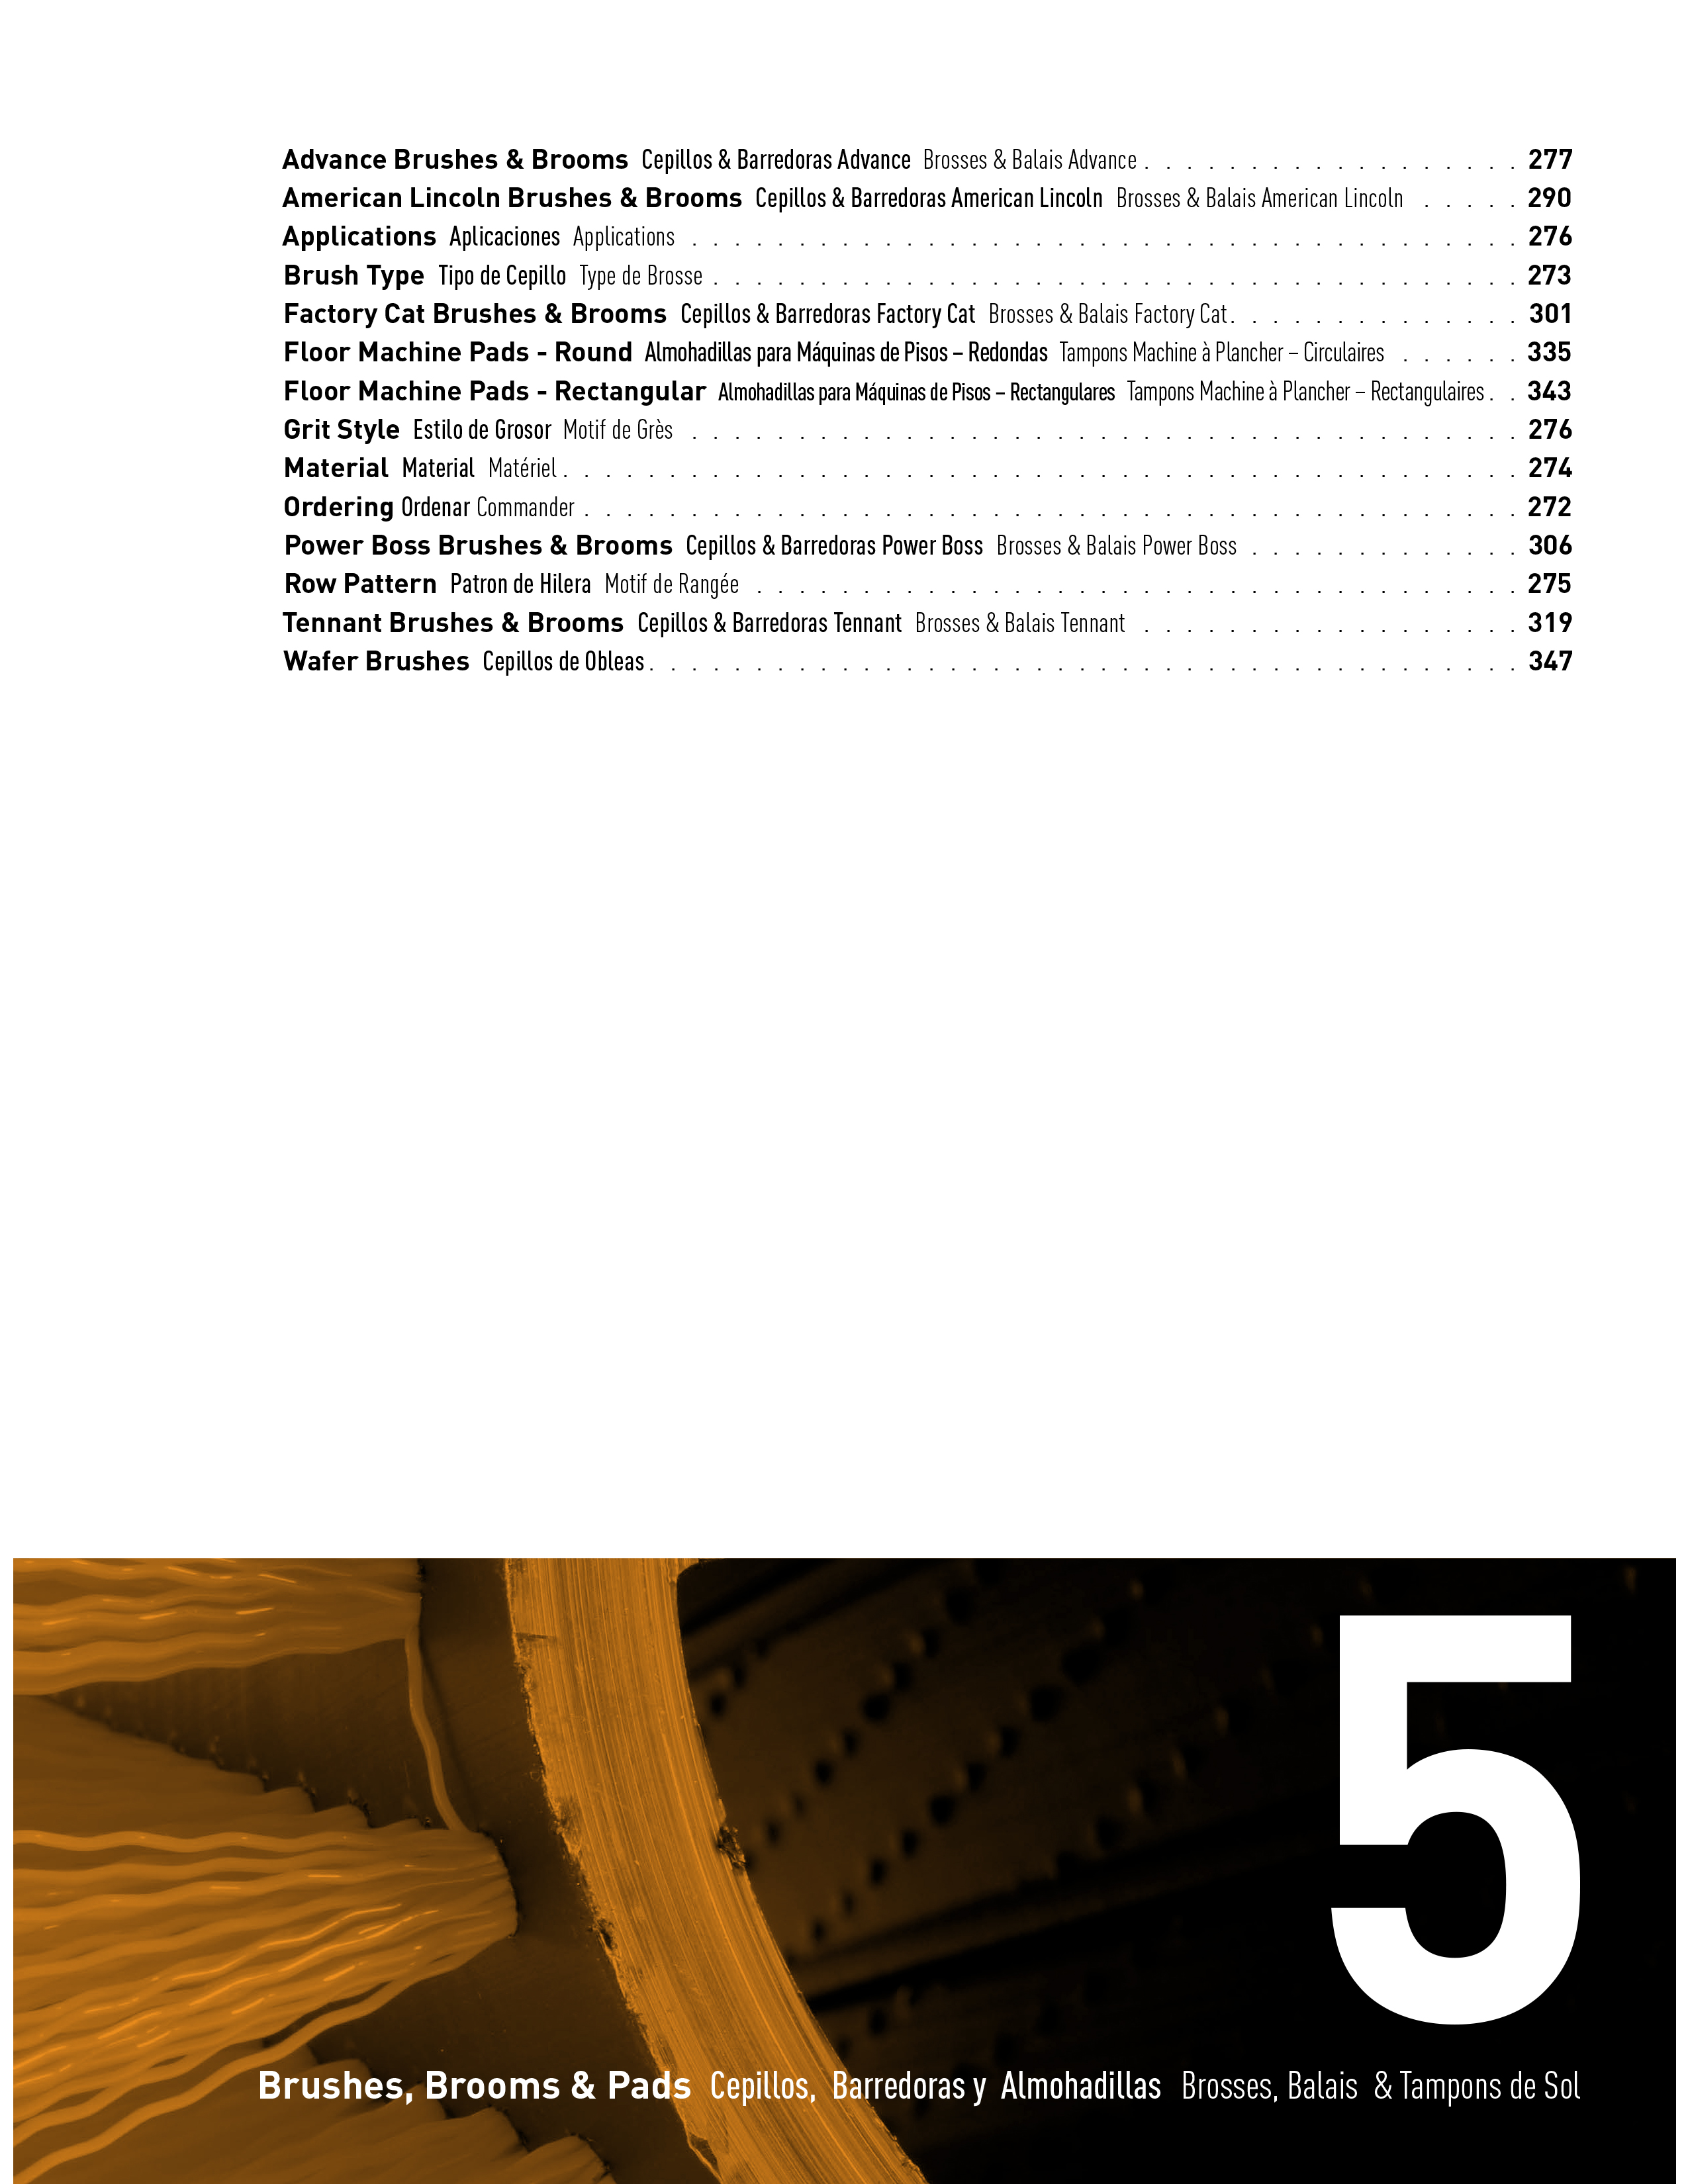 Advance Brushes & Brooms Cepillos & Barredoras Advance Brosses & Balais Advance . . . . . . . . . . . . . . . . . . 277
American Lincoln Brushes & Brooms Cepillos & Barredoras American Lincoln Brosses & Balais American Lincoln . . . . . 290
Applications Aplicaciones Applications . . . . . . . . . . . . . . . . . . . . . . . . . . . . . . . . . . . . . . . 276
Brush Type Tipo de Cepillo Type de Brosse . . . . . . . . . . . . . . . . . . . . . . . . . . . . . . . . . . . . . . 273
Factory Cat Brushes & Brooms Cepillos & Barredoras Factory Cat Brosses & Balais Factory Cat . . . . . . . . . . . . . . 301
Floor Machine Pads - Round Almohadillas para Máquinas de Pisos – Redondas Tampons Machine à Plancher – Circulaires . . . . . . 335
Floor Machine Pads - Rectangular Almohadillas para Máquinas de Pisos – Rectangulares Tampons Machine à Plancher – Rectangulaires . . 343
Grit Style Estilo de Grosor Motif de Grès . . . . . . . . . . . . . . . . . . . . . . . . . . . . . . . . . . . . . . . 276
Material Material Matériel . . . . . . . . . . . . . . . . . . . . . . . . . . . . . . . . . . . . . . . . . . . . . 274
Ordering Ordenar Commander . . . . . . . . . . . . . . . . . . . . . . . . . . . . . . . . . . . . . . . . . . . . 272
Power Boss Brushes & Brooms Cepillos & Barredoras Power Boss Brosses & Balais Power Boss . . . . . . . . . . . . . 306
Row Pattern Patron de Hilera Motif de Rangée . . . . . . . . . . . . . . . . . . . . . . . . . . . . . . . . . . . . 275
Tennant Brushes & Brooms Cepillos & Barredoras Tennant Brosses & Balais Tennant . . . . . . . . . . . . . . . . . . 319
Wafer Brushes Cepillos de Obleas . . . . . . . . . . . . . . . . . . . . . . . . . . . . . . . . . . . . . . . . . 347
5
Brushes, Brooms & Pads Cepillos, Barredoras y Almohadillas Brosses, Balais & Tampons de Sol